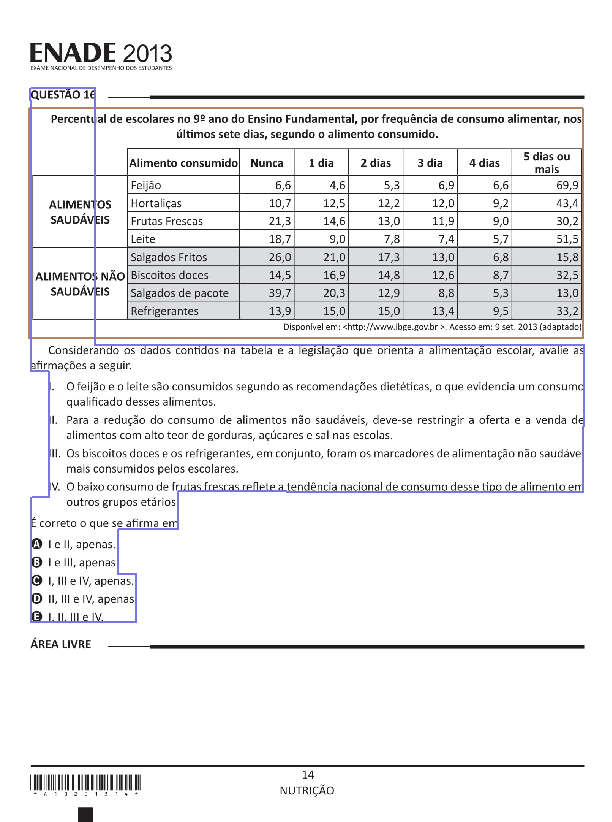 ENADE 2013
EXAME NACIONAL DE DESEMPENHO DOS ESTUDANTES
QUESTÃO 16
Percentual de escolares no 9º ano do Ensino Fundamental, por frequência de consumo alimentar, nos
últimos sete dias, segundo o alimento consumido.
Alimento consumido Nunca 1 dia 2 dias 3 dia 4 dias 5 dias ou mais
ALIMENTOS SAUDÁVEIS
Feijão 6,6 4,6 5,3 6,9 6,6 69,9
Hortaliças 10,7 12,5 12,2 12,0 9,2 43,4
Frutas Frescas 21,3 14,6 13,0 11,9 9,0 30,2
Leite 18,7 9,0 7,8 7,4 5,7 51,5
ALIMENTOS NÃO SAUDÁVEIS
Salgados Fritos 26,0 21,0 17,3 13,0 6,8 15,8
Biscoitos doces 14,5 16,9 14,8 12,6 8,7 32,5
Salgados de pacote 39,7 20,3 12,9 8,8 5,3 13,0
Refrigerantes 13,9 15,0 15,0 13,4 9,5 33,2
Disponível em: <http://www.ibge.gov.br >. Acesso em: 9 set. 2013 (adaptado)
Considerando os dados contidos na tabela e a legislação que orienta a alimentação escolar, avalie as
afirmações a seguir.
I. O feijão e o leite são consumidos segundo as recomendações dietéticas, o que evidencia um consumo
qualificado desses alimentos.
II. Para a redução do consumo de alimentos não saudáveis, deve-se restringir a oferta e a venda de
alimentos com alto teor de gorduras, açúcares e sal nas escolas.
III. Os biscoitos doces e os refrigerantes, em conjunto, foram os marcadores de alimentação não saudáve
mais consumidos pelos escolares.
IV. O baixo consumo de frutas frescas reflete a tendência nacional de consumo desse tipo de alimento em
outros grupos etários
É correto o que se afirma em
A I e II, apenas.
B I e III, apenas
C I, III e IV, apenas.
D II, III e IV, apenas
E I, II, III e IV.
ÁREA LIVRE
14
NUTRIÇÃO